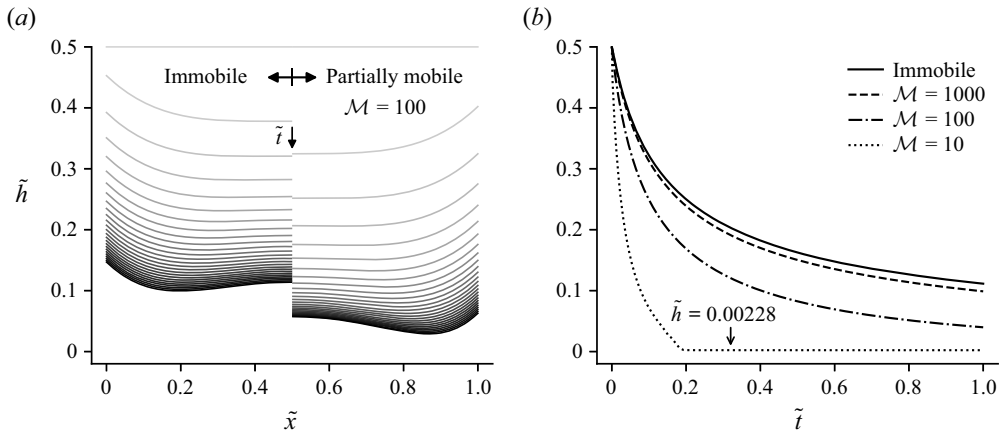 (a)
0.5
0.4
0.3
0.2
0.1
0
h̃
Immobile
Partially mobile
ℳ = 100
t̃
0 0.2 0.4 0.6 0.8 1.0
x̃
(b)
0.5
0.4
0.3
0.2
0.1
0
Immobile
ℳ = 1000
ℳ = 100
ℳ = 10
h̃ = 0.00228
0 0.2 0.4 0.6 0.8 1.0
t̃